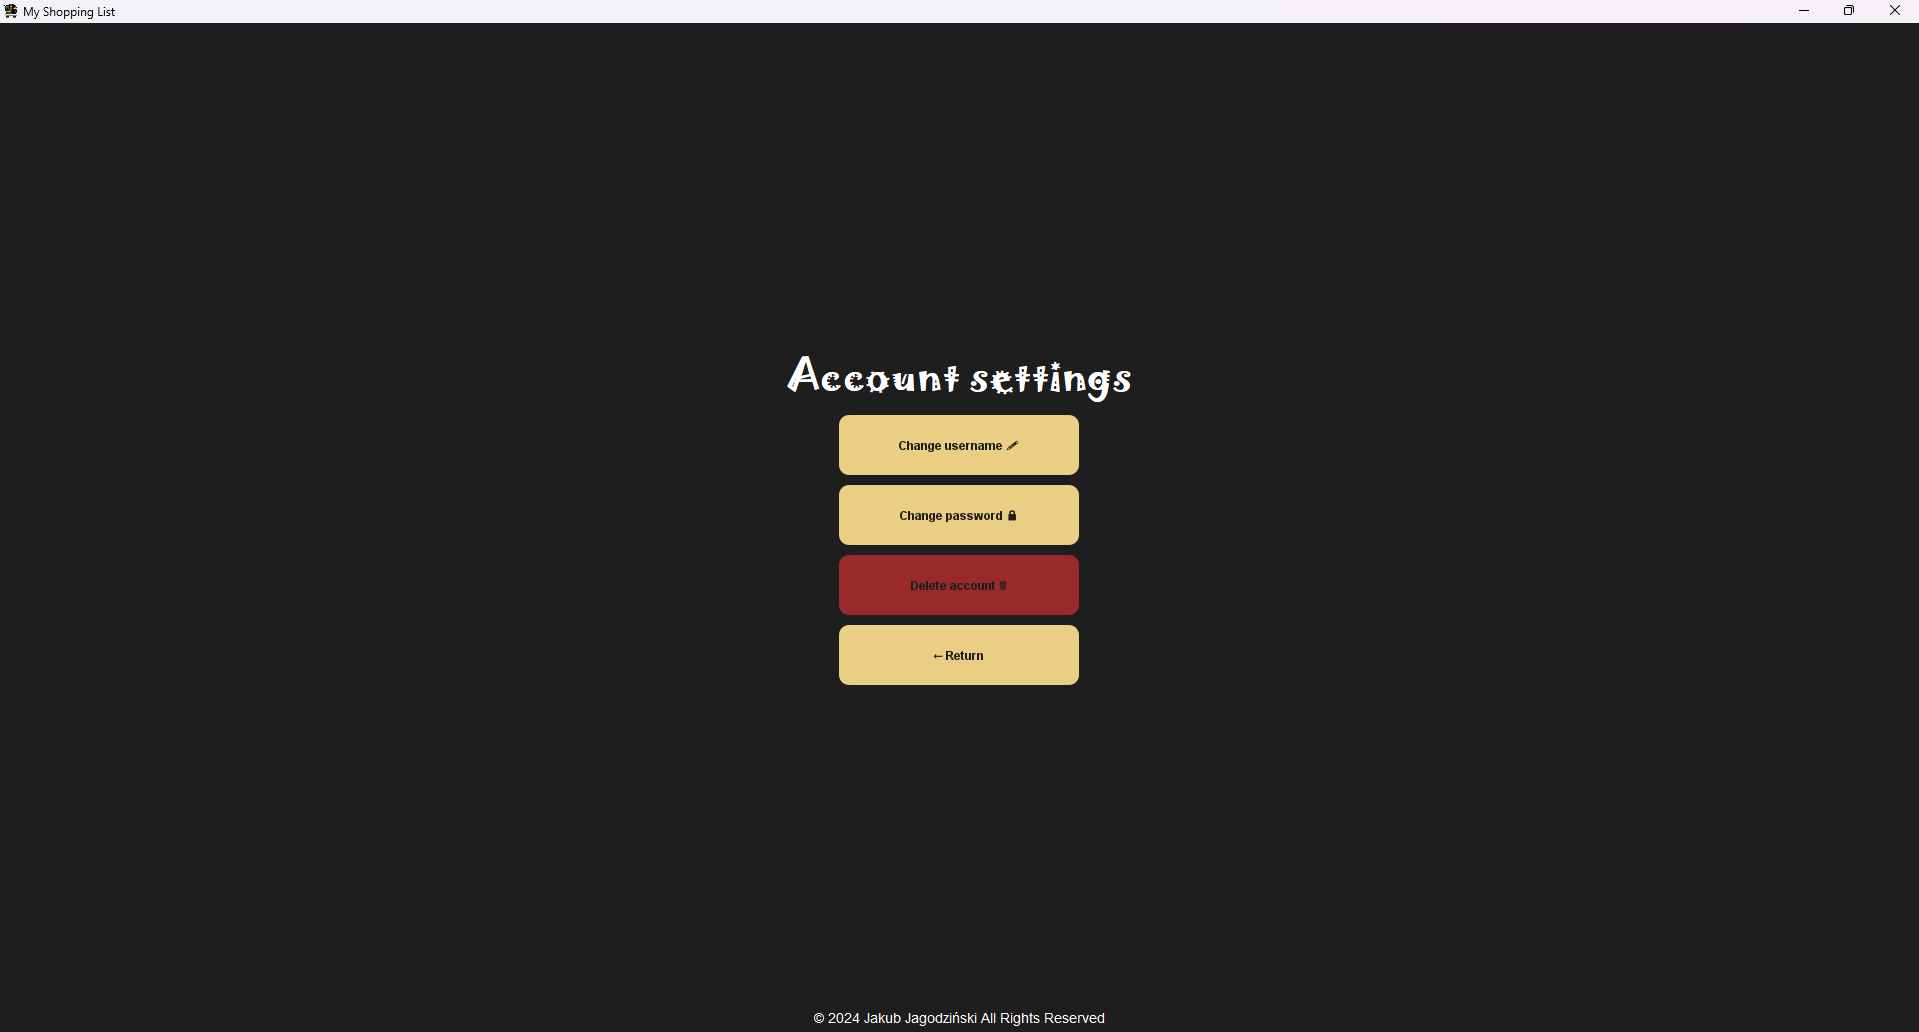 My Shopping List
Account settings
Change username
Change password
Delete account
← Return
© 2024 Jakub Jagodziński All Rights Reserved